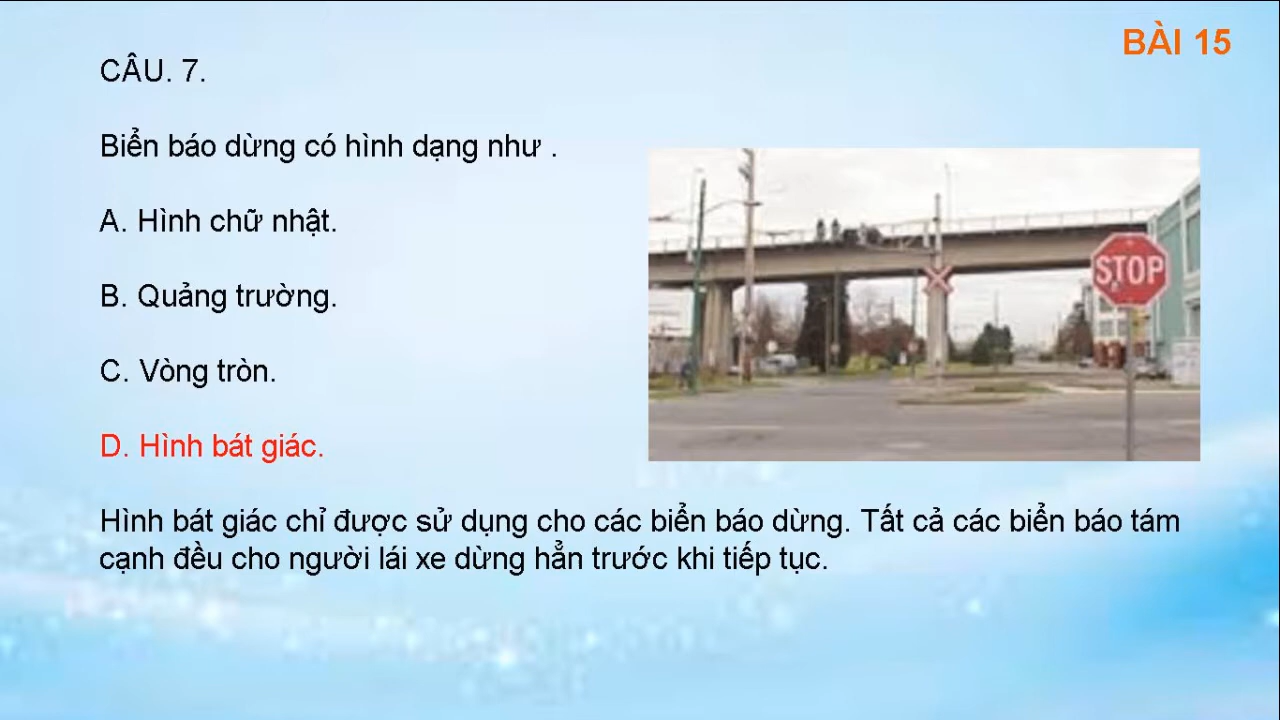 BÀI 15
CÂU. 7.
Biển báo dừng có hình dạng như .
A. Hình chữ nhật.
B. Quảng trường.
C. Vòng tròn.
D. Hình bát giác.
STOP
Hình bát giác chỉ được sử dụng cho các biển báo dừng. Tất cả các biển báo tám
cạnh đều cho người lái xe dừng hẳn trước khi tiếp tục.